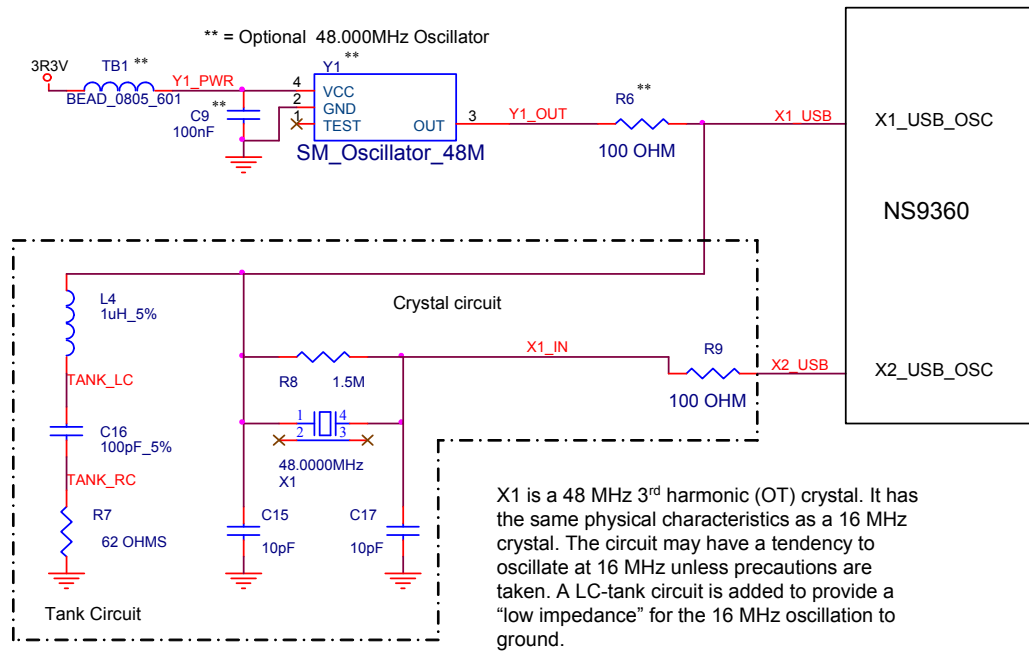 ** = Optional 48.000MHz Oscillator
3R3V
TB1 **
Y1_PWR
BEAD_0805_601
C9 **
100nF
Y1 **
4 VCC
2 GND
1 TEST
OUT 3
SM_Oscillator_48M
Y1_OUT
R6 **
100 OHM
X1_USB
X1_USB_OSC
NS9360
L4
1uH_5%
Crystal circuit
TANK_LC
R8 1.5M
X1_IN
R9
100 OHM
X2_USB
X2_USB_OSC
C16
100pF_5%
1 4
2 3
48.0000MHz
X1
TANK_RC
R7
62 OHMS
C15
10pF
C17
10pF
Tank Circuit
X1 is a 48 MHz 3rd harmonic (OT) crystal. It has
the same physical characteristics as a 16 MHz
crystal. The circuit may have a tendency to
oscillate at 16 MHz unless precautions are
taken. A LC-tank circuit is added to provide a
“low impedance” for the 16 MHz oscillation to
ground.